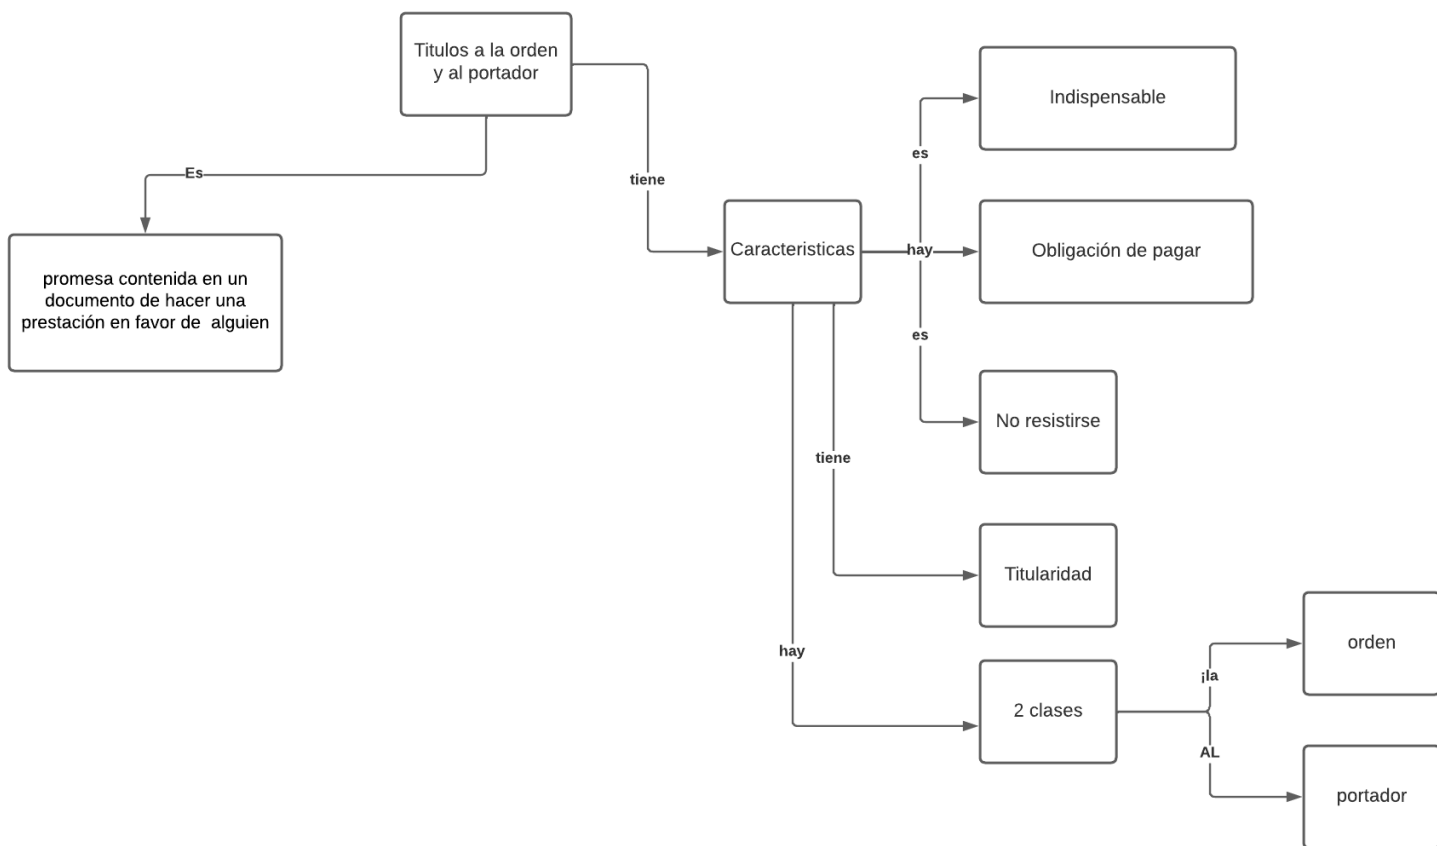 Titulos a la orden
y al portador
Es
promesa contenida en un
documento de hacer una
prestación en favor de alguien
tiene
Caracteristicas
es
Indispensable
hay
Obligación de pagar
es
No resistirse
tiene
Titularidad
hay
2 clases
¡la
orden
AL
portador